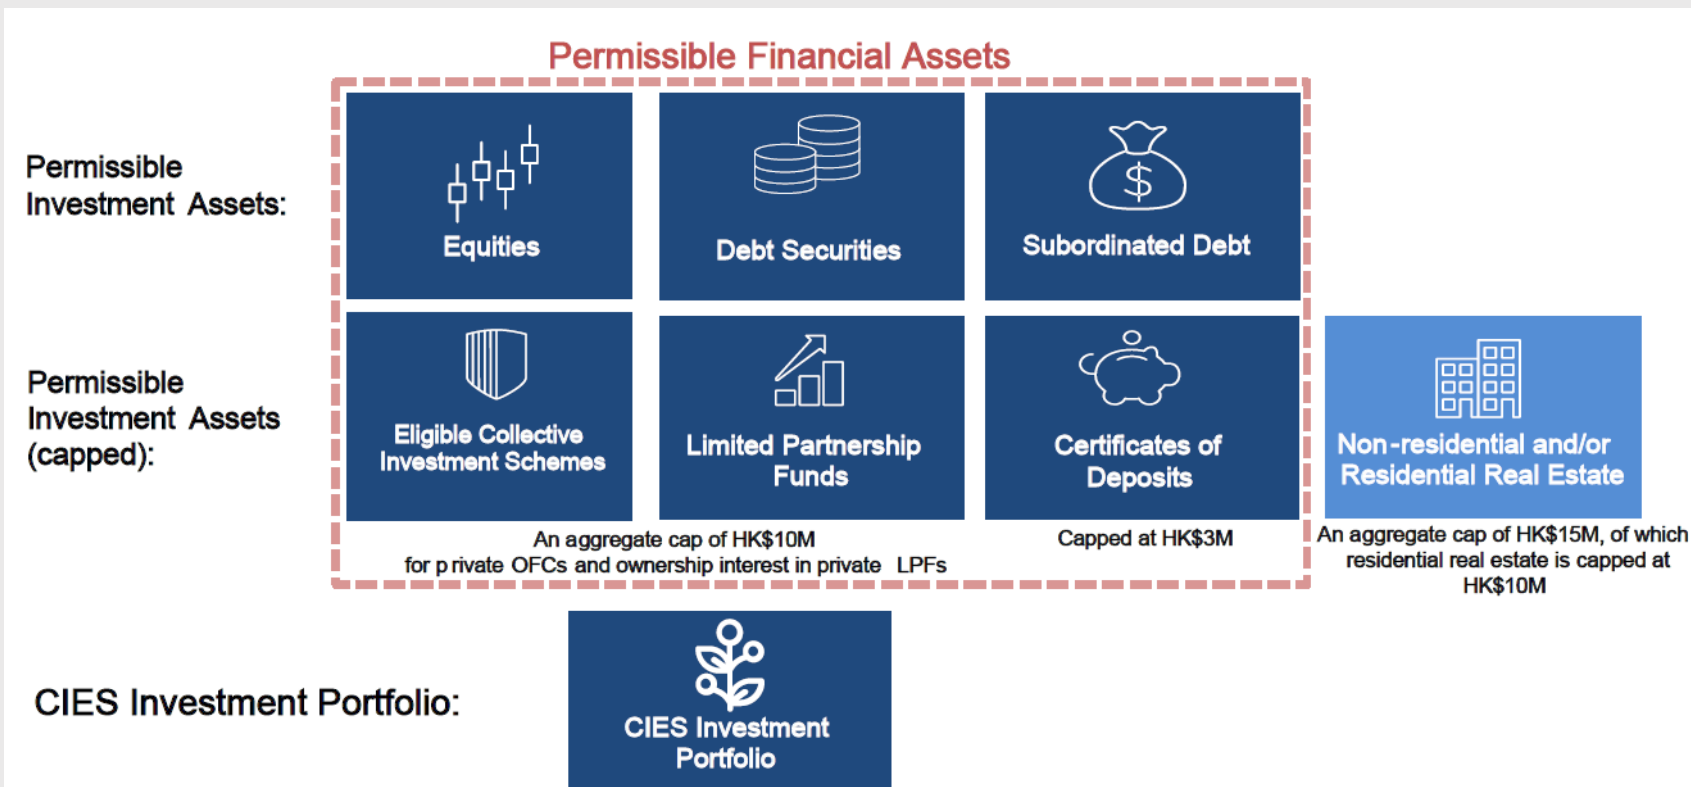 Permissible Financial Assets
Permissible
Investment Assets:
Equities
Debt Securities
Subordinated Debt
$
Permissible
Investment Assets
(capped):
Eligible Collective
Investment Schemes
Limited Partnership
Funds
Certificates of
Deposits
Non-residential and/or
Residential Real Estate
An aggregate cap of HK$10M
for private OFCs and ownership interest in private LPFs
Capped at HK$3M
An aggregate cap of HK$15M, of which
residential real estate is capped at
HK$10M
CIES Investment Portfolio:
CIES Investment
Portfolio